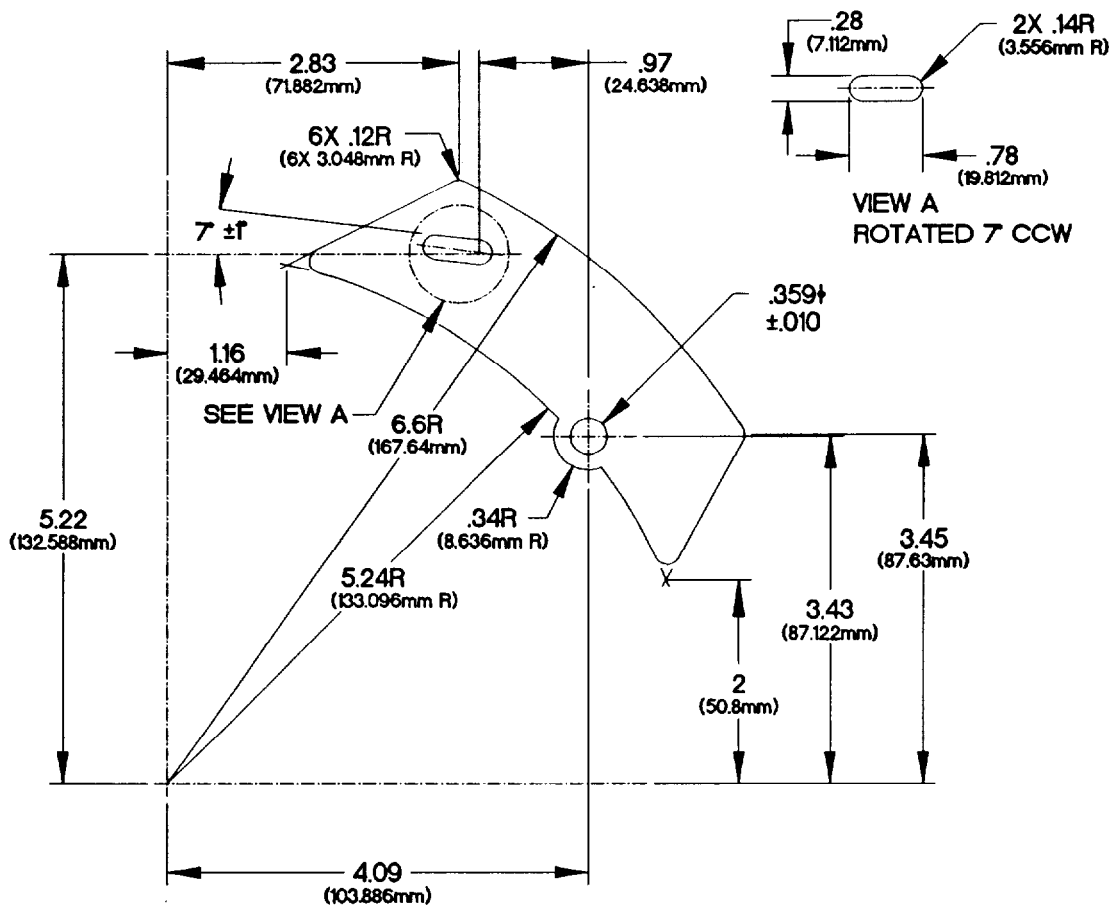 .28
(7.112mm)
2X .14R
(3.556mm R)
2.83
(71.882mm)
.97
(24.638mm)
6X .12R
(6X 3.048mm R)
.78
(19.812mm)
VIEW A
ROTATED 7° CCW
7° ±1°
.359
±.010
1.16
(29.464mm)
SEE VIEW A
6.6R
(167.64mm)
5.22
(132.588mm)
.34R
(8.636mm R)
3.45
(87.63mm)
5.24R
(133.096mm R)
3.43
(87.122mm)
2
(50.8mm)
4.09
(103.886mm)